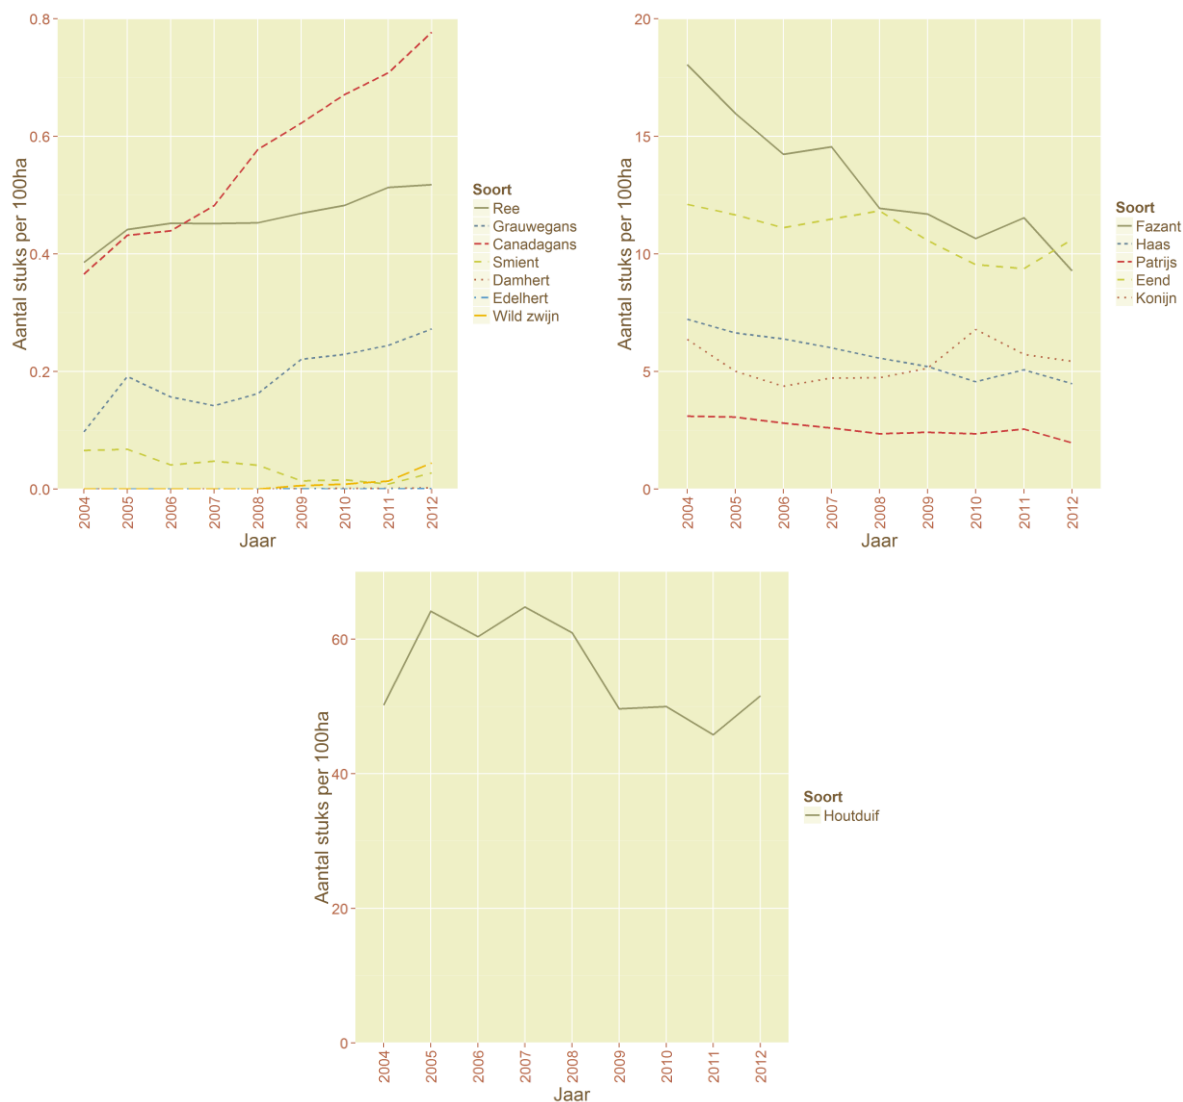 0.8
0.6
0.4
0.2
0.0
Aantal stuks per 100ha
2004 2005 2006 2007 2008 2009 2010 2011 2012
Jaar
Soort
Ree
Grauwegans
Canadagans
Smient
Damhert
Edelhert
Wild zwijn
20
15
10
5
0
Aantal stuks per 100ha
2004 2005 2006 2007 2008 2009 2010 2011 2012
Jaar
Soort
Fazant
Haas
Patrijs
Eend
Konijn
60
40
20
0
Aantal stuks per 100ha
2004 2005 2006 2007 2008 2009 2010 2011 2012
Jaar
Soort
Houtduif